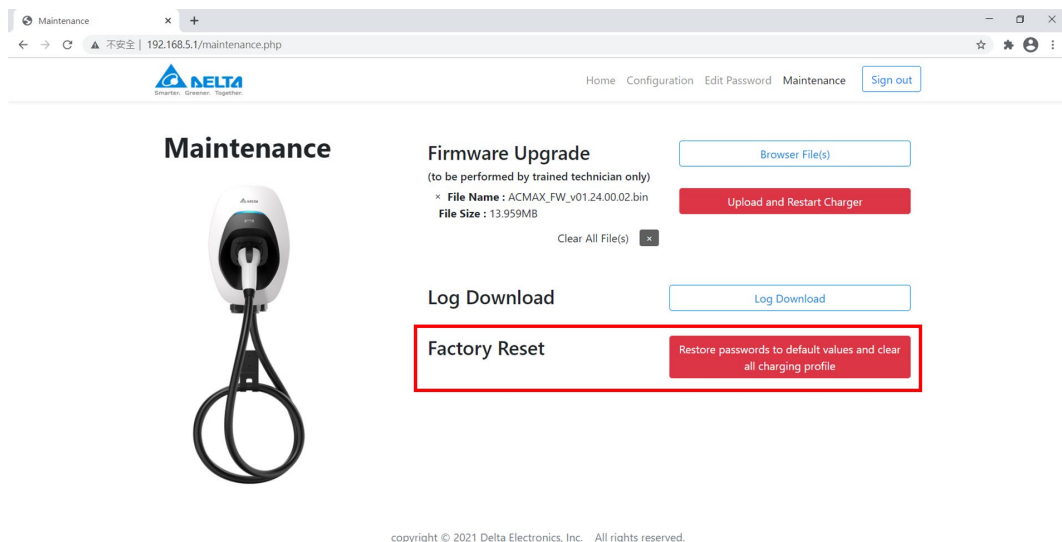 Maintenance
不安全 | 192.168.5.1/maintenance.php
DELTA
Smarter. Greener. Together.
Home Configuration Edit Password Maintenance Sign out
Maintenance
Firmware Upgrade
Browser File(s)
(to be performed by trained technician only)
× File Name : ACMAX_FW_v01.24.00.02.bin
Upload and Restart Charger
File Size : 13.959MB
Clear All File(s) ×
Log Download
Log Download
Factory Reset
Restore passwords to default values and clear
all charging profile
copyright © 2021 Delta Electronics, Inc. All rights reserved.